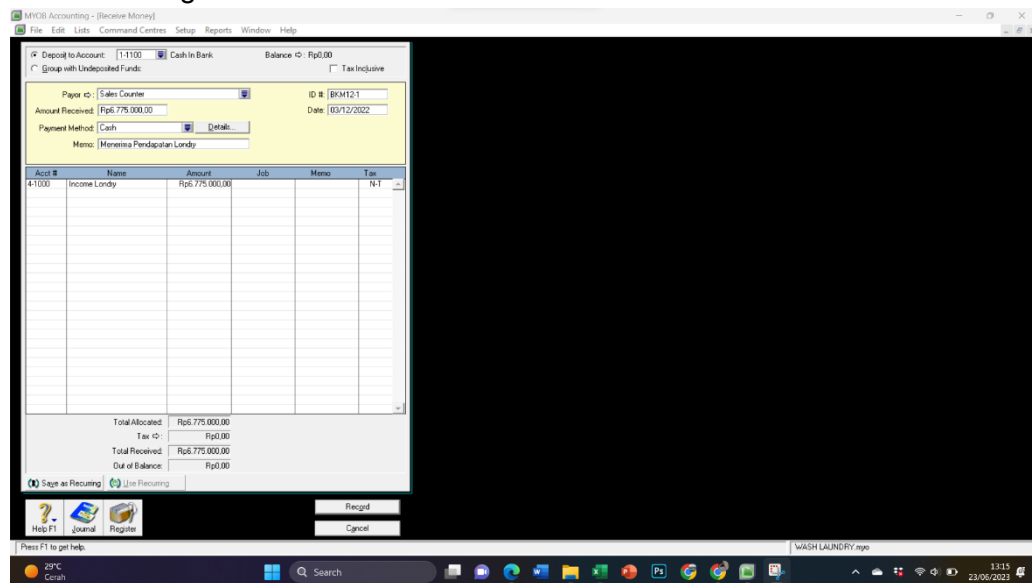 MYOB Accounting - [Receive Money]
File Edit Lists Command Centres Setup Reports Window Help
Deposit to Account: 1-1100 Cash In Bank Balance ⇨: Rp0,00
Group with Undeposited Funds: Tax Inclusive
Payor ⇨: Sales Counter ID #: BKM12-1
Amount Received: Rp6.775.000,00 Date: 03/12/2022
Payment Method: Cash Details...
Memo: Menerima Pendapatan Londry
Acct # Name Amount Job Memo Tax
4-1000 Income Londry Rp6.775.000,00 N-T
Total Allocated: Rp6.775.000,00
Tax ⇨: Rp0,00
Total Received: Rp6.775.000,00
Out of Balance: Rp0,00
Save as Recurring Use Recurring
Record
Help F1 Journal Register
Cancel
Press F1 to get help. WASH LAUNDRY.myo
29°C
Cerah
Search
13:15
23/06/2023